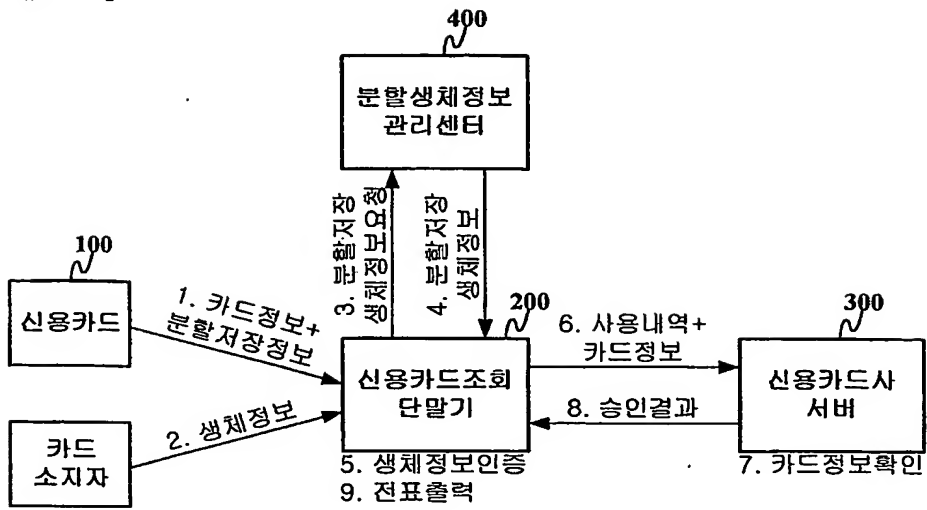 400
분할생체정보
관리센터
3. 분할저장
생체정보요청
4. 분할저장
생체정보
100
신용카드
1. 카드정보+
분할저장정보
200
신용카드조회
단말기
6. 사용내역+
카드정보
300
신용카드사
서버
8. 승인결과
2. 생체정보
카드
소지자
5. 생체정보인증
9. 전표출력
7. 카드정보확인